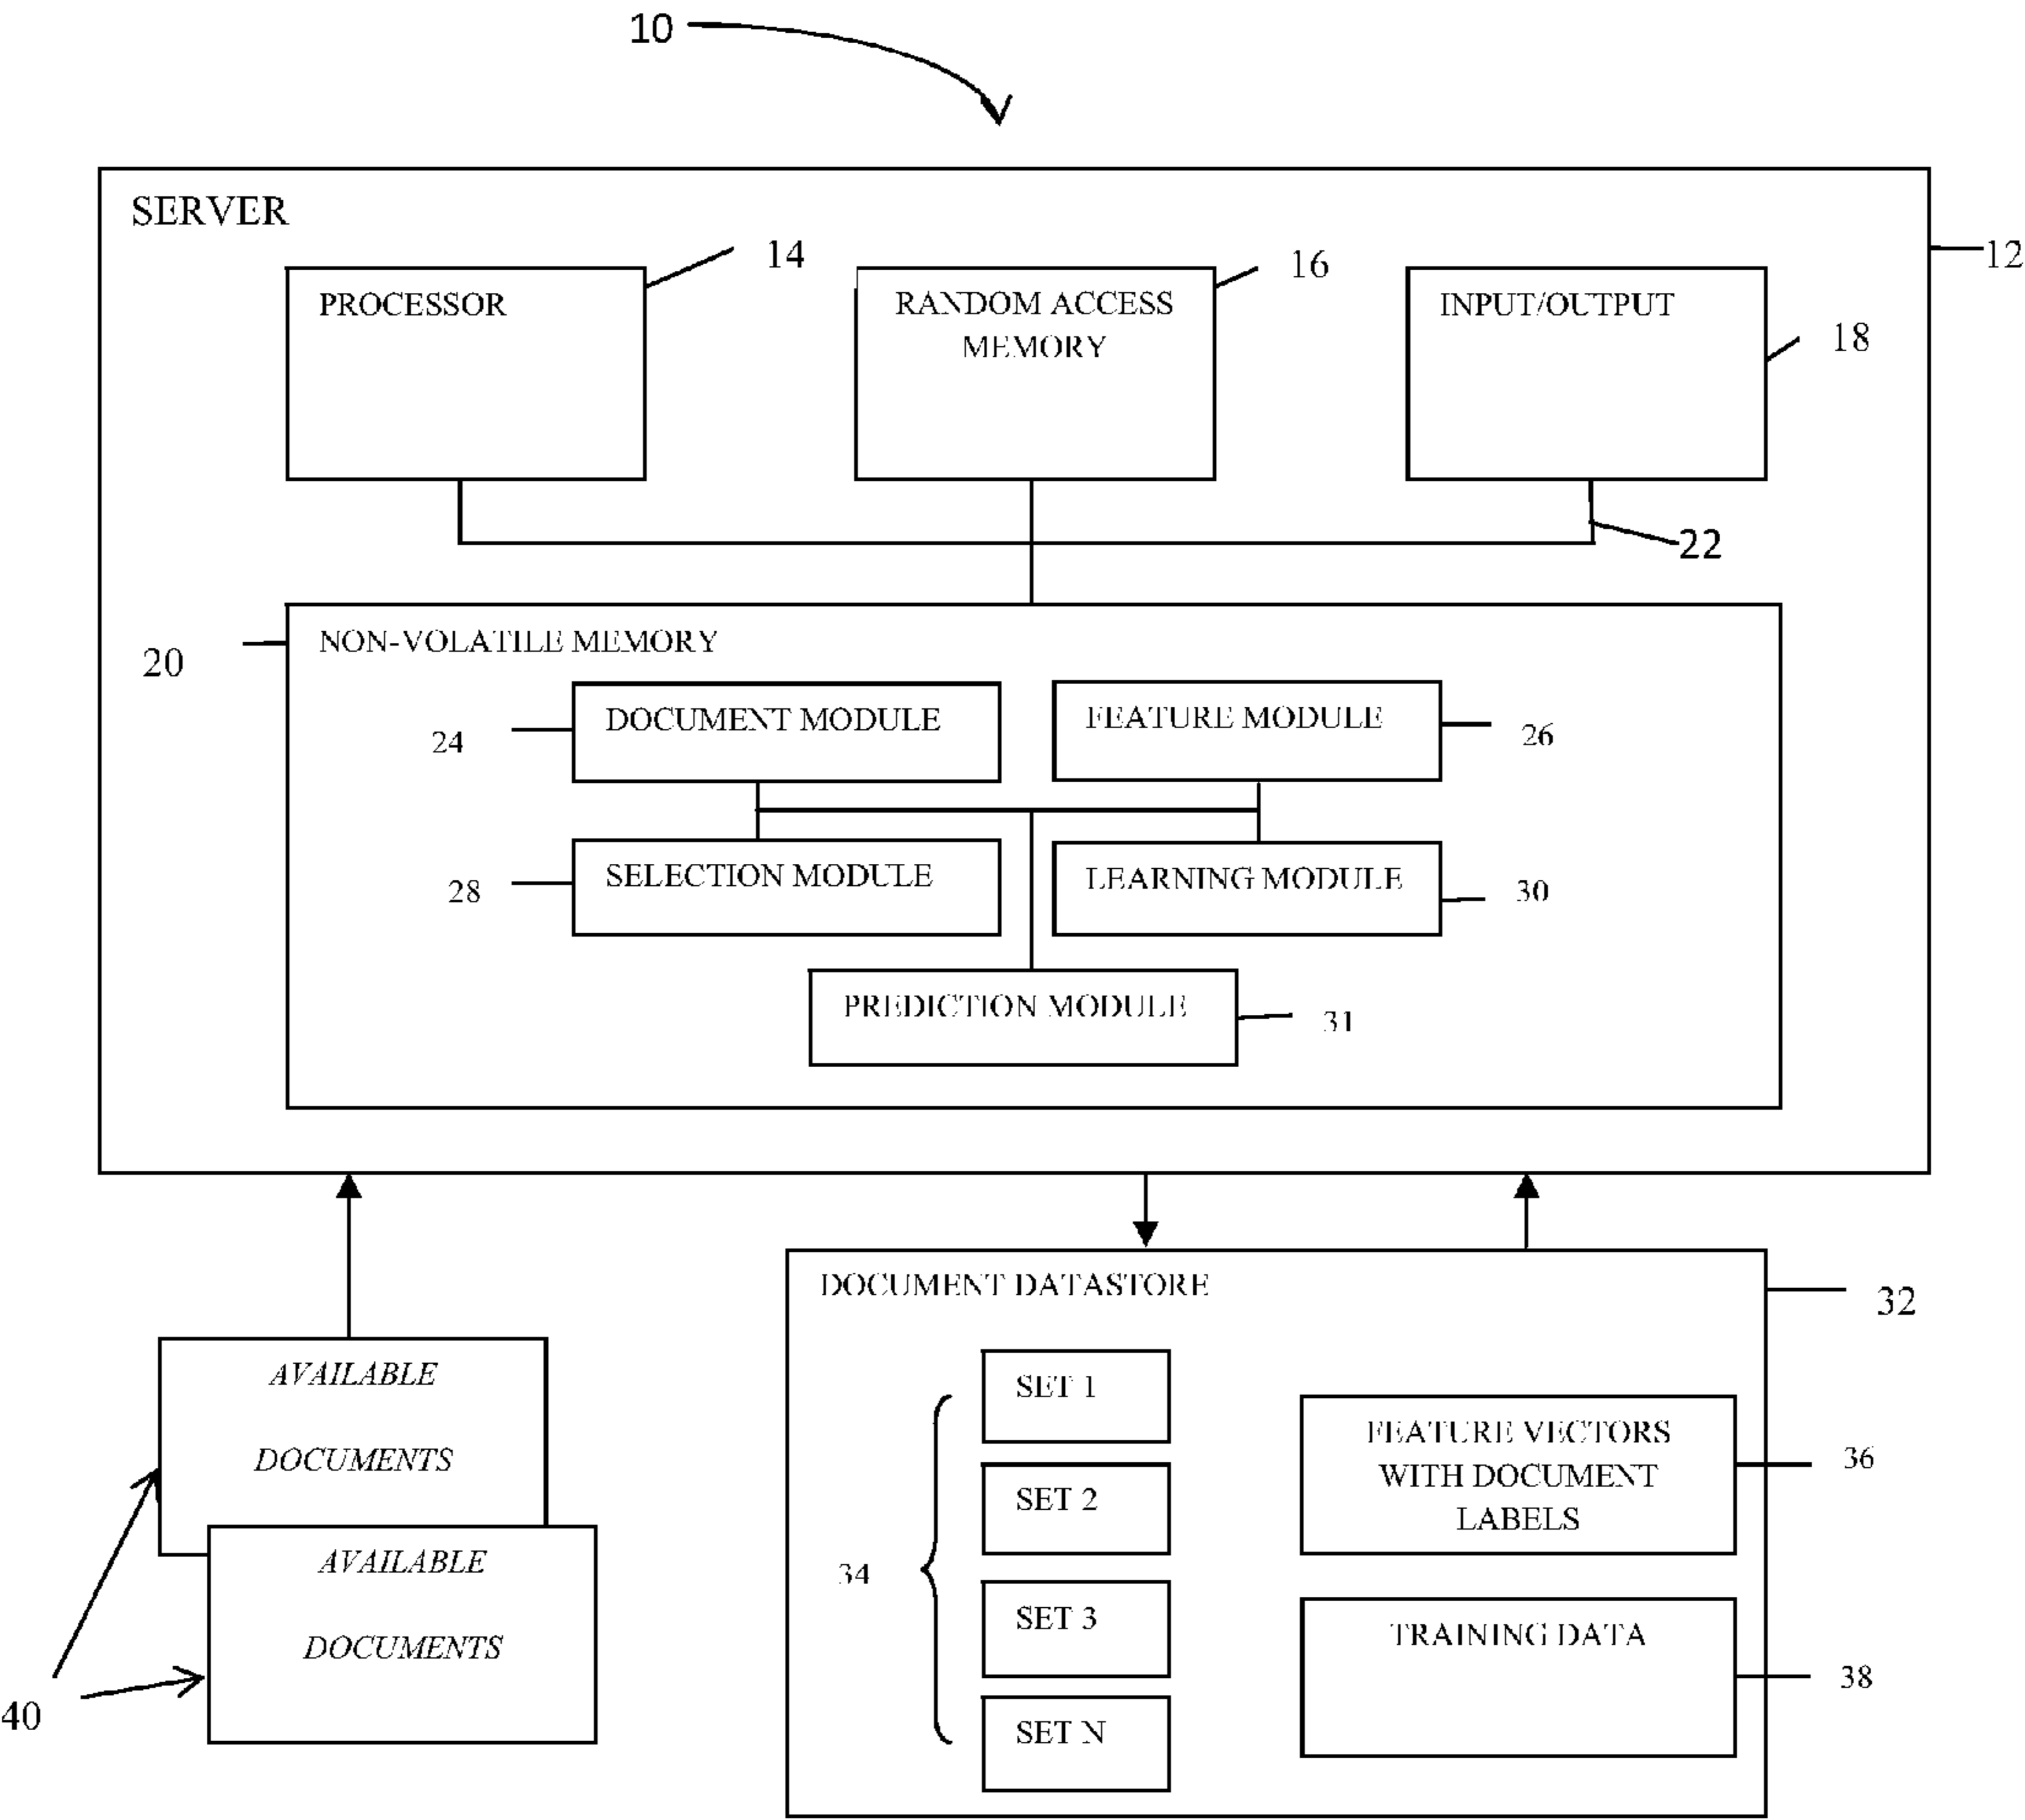 10
SERVER
12
14
16
18
PROCESSOR
RANDOM ACCESS
MEMORY
INPUT/OUTPUT
22
20
NON-VOLATILE MEMORY
24
DOCUMENT MODULE
FEATURE MODULE
26
28
SELECTION MODULE
LEARNING MODULE
30
PREDICTION MODULE
31
AVAILABLE
DOCUMENTS
AVAILABLE
DOCUMENTS
40
DOCUMENT DATASTORE
32
34
SET 1
SET 2
SET 3
SET N
FEATURE VECTORS
WITH DOCUMENT
LABELS
36
TRAINING DATA
38